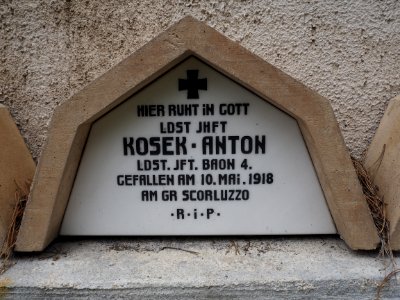 HIER RUHT iN GOTT
LDST JHFT
KOSEK · ANTON
LDST. JFT. BAON 4.
GEFALLEN AM 10. MAi. 1918
AM GR SCORLUZZO
· R · i · P ·